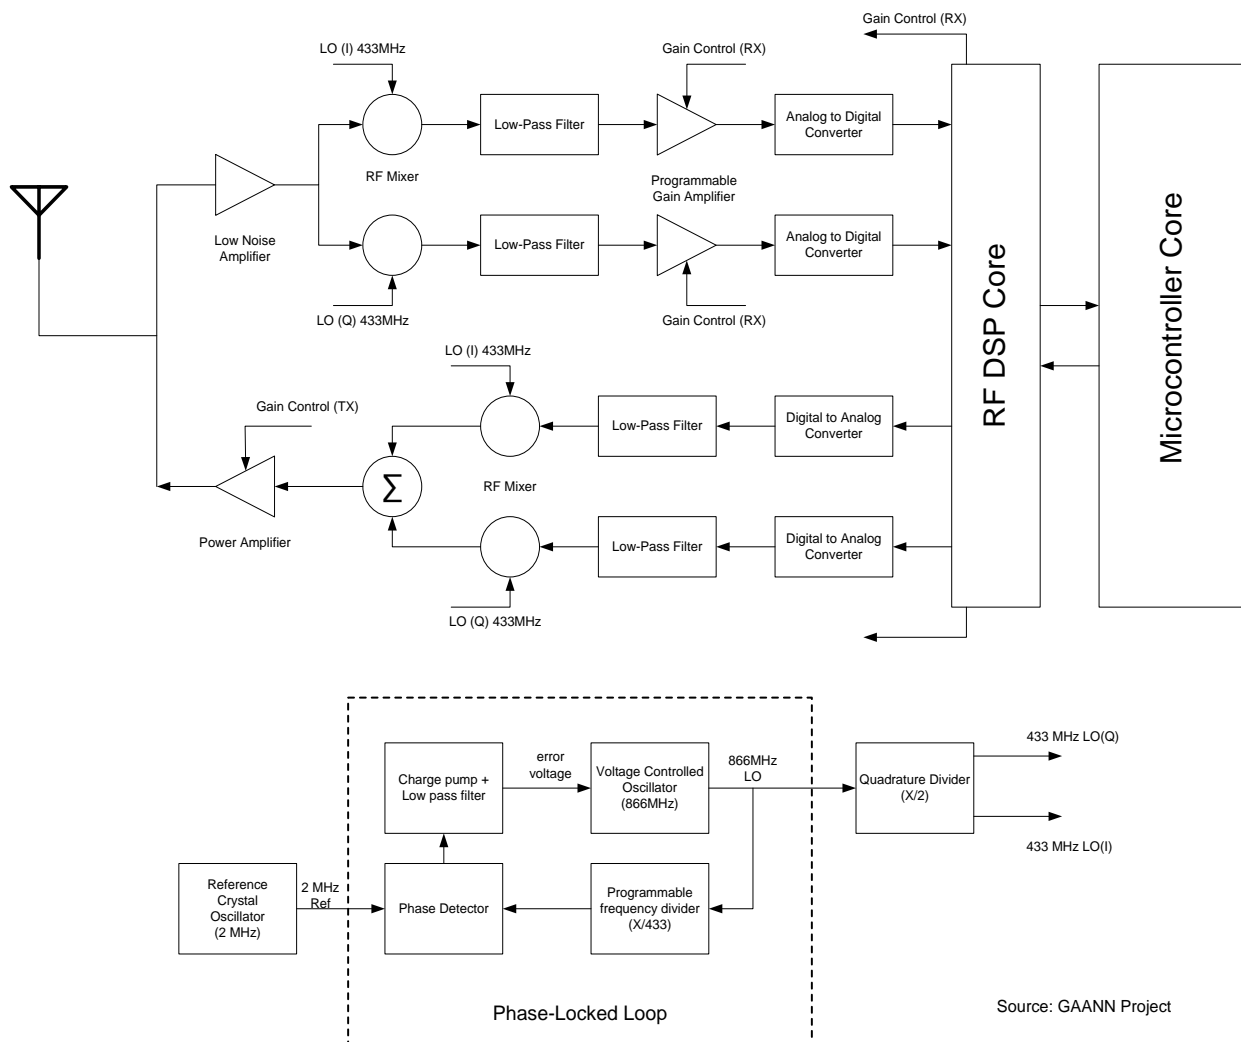 Gain Control (RX)
LO (I) 433MHz
Gain Control (RX)
Low-Pass Filter
Analog to Digital
Converter
RF Mixer
Programmable
Gain Amplifier
Low Noise
Amplifier
Low-Pass Filter
Analog to Digital
Converter
LO (Q) 433MHz
Gain Control (RX)
RF DSP Core
Microcontroller Core
LO (I) 433MHz
Gain Control (TX)
Low-Pass Filter
Digital to Analog
Converter
Σ
RF Mixer
Power Amplifier
Low-Pass Filter
Digital to Analog
Converter
LO (Q) 433MHz
Charge pump +
Low pass filter
error
voltage
Voltage Controlled
Oscillator
(866MHz)
866MHz
LO
Quadrature Divider
(X/2)
433 MHz LO(Q)
433 MHz LO(I)
Reference
Crystal
Oscillator
(2 MHz)
2 MHz
Ref
Phase Detector
Programmable
frequency divider
(X/433)
Phase-Locked Loop
Source: GAANN Project